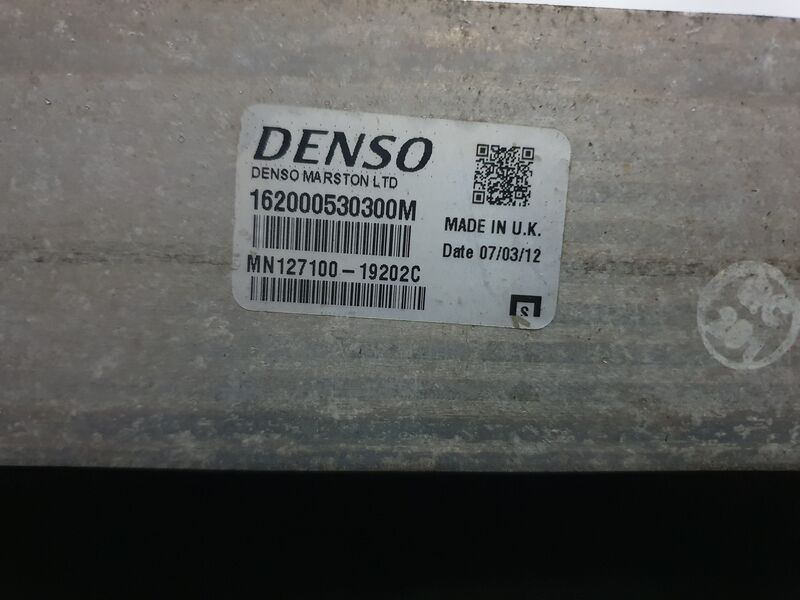 DENSO
DENSO MARSTON LTD
162000530300M
MN127100-19202C
MADE IN U.K.
Date 07/03/12
S